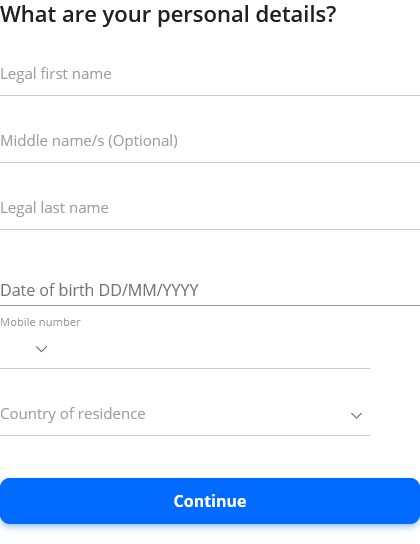 What are your personal details?
Legal first name
Middle name/s (Optional)
Legal last name
Date of birth DD/MM/YYYY
Mobile number
Country of residence
Continue